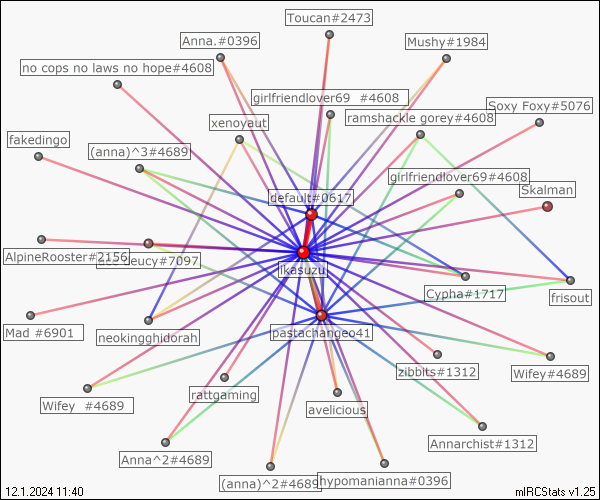 Toucan#2473
Anna.#0396
Mushy#1984
no cops no laws no hope#4608
girlfriendlover69 #4608
Soxy Foxy#5076
xenovaut
ramshackle gorey#4608
fakedingo
(anna)^3#4689
girlfriendlover69#4608
default#0617
Skalman
AlpineRooster#2156
#7097
ikasuzu
Cypha#1717
frisout
Mad #6901
neokingghidorah
pastachangeo41
zibbits#1312
Wifey#4689
rattgaming
Wifey #4689
avelicious
Annarchist#1312
Anna^2#4689
(anna)^2#4689
hypomanianna#0396
12.1.2024 11:40
mIRCStats v1.25